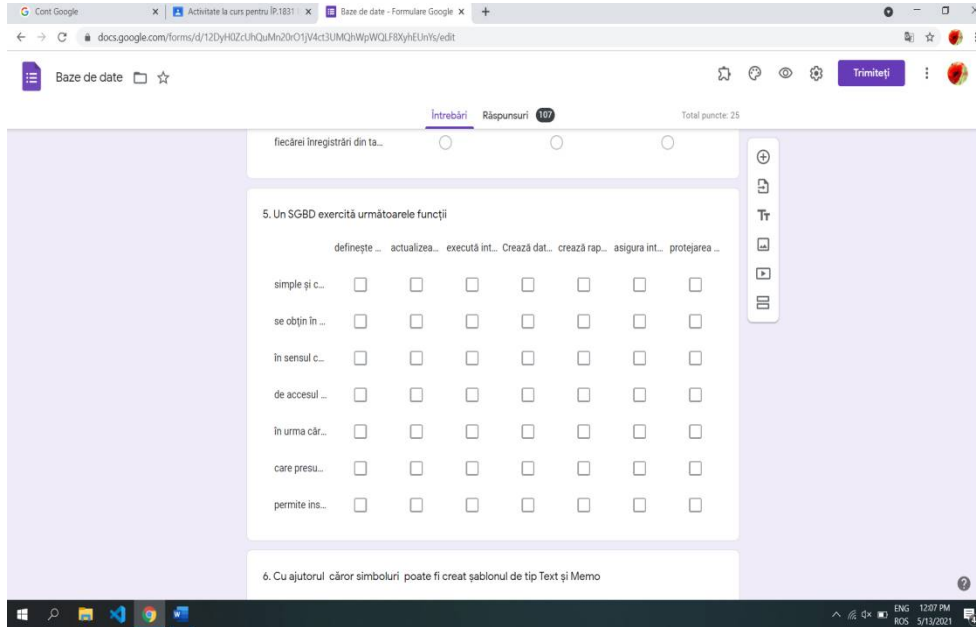 Cont Google
Activitate la curs pentru ÎP.1831
Baze de date - Formulare Google
docs.google.com/forms/d/12DyH0ZcUhQuMn20rO1jV4ct3UMQhWpWQLF8XyhEUnYs/edit
Baze de date
Trimiteți
Întrebări Răspunsuri 107 Total puncte: 25
fiecărei înregistrări din ta...
5. Un SGBD exercită următoarele funcții
definește ... actualizea... execută int... Crează dat... crează rap... asigura int... protejarea ...
simple și c...
se obțin în ...
în sensul c...
de accesul ...
în urma căr...
care presu...
permite ins...
6. Cu ajutorul căror simboluri poate fi creat șablonul de tip Text și Memo
ENG 12:07 PM
ROS 5/13/2021